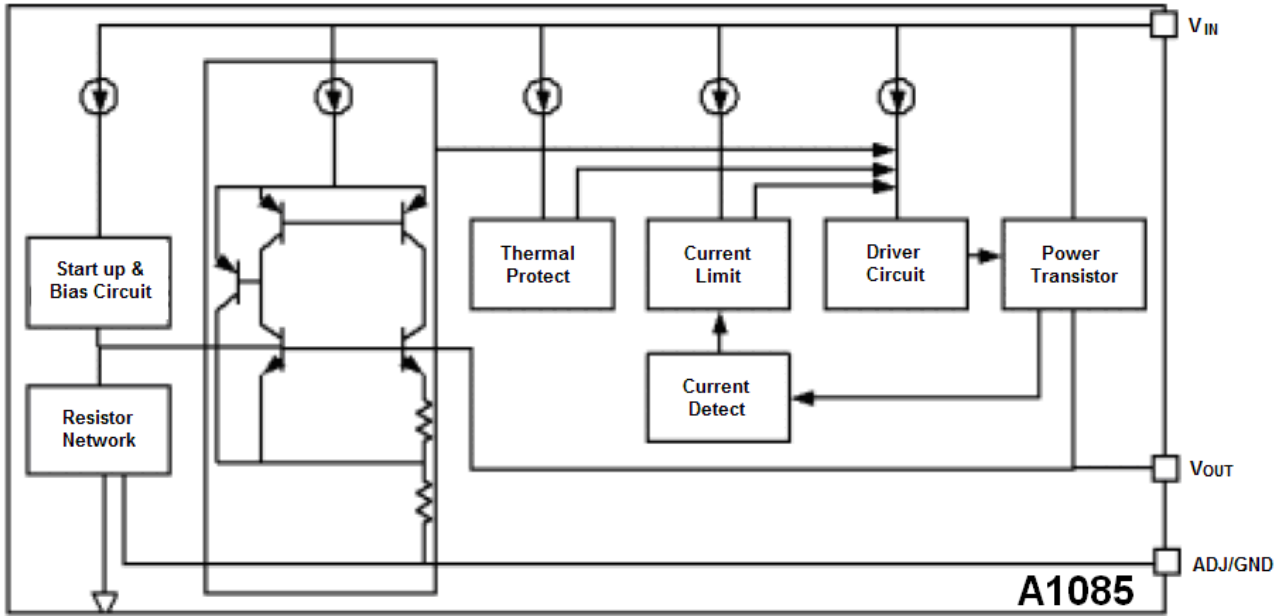 VIN
Start up &
Bias Circuit
Thermal
Protect
Current
Limit
Driver
Circuit
Power
Transistor
Resistor
Network
Current
Detect
VOUT
ADJ/GND
A1085